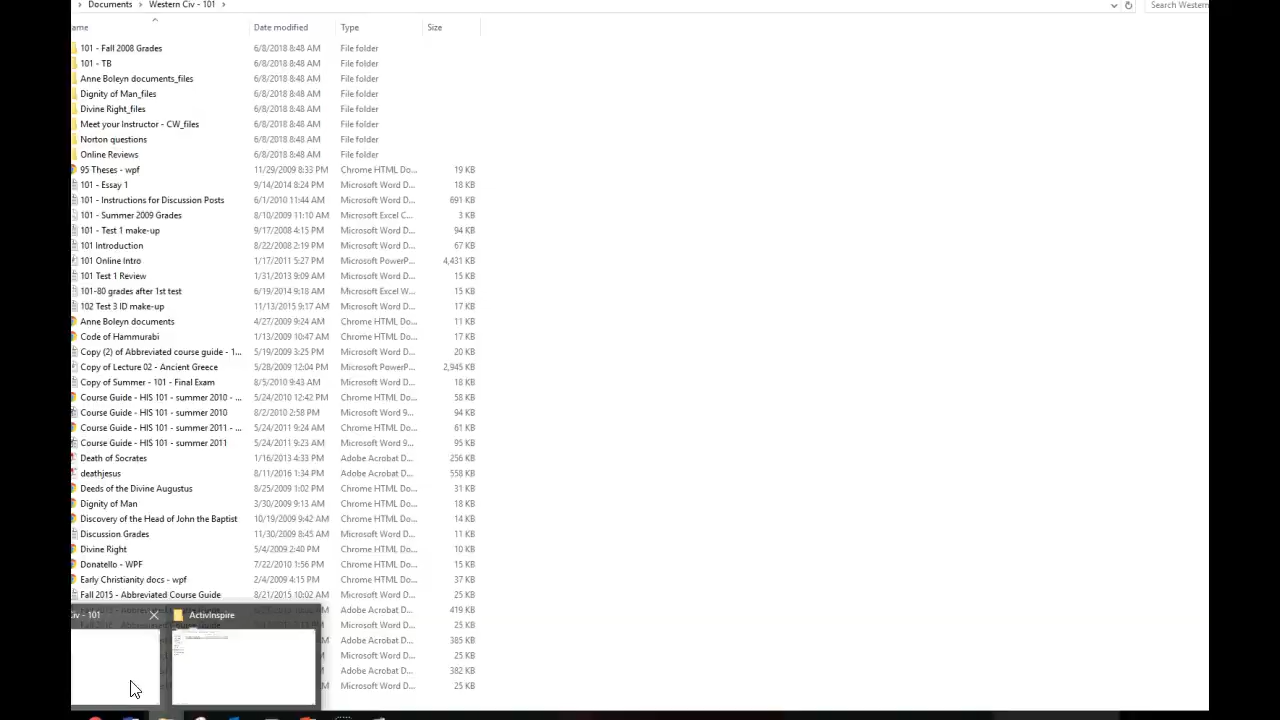 Documents > Western Civ - 101 > Search Western
ame Date modified Type Size
101 - Fall 2008 Grades 6/8/2018 8:48 AM File folder
101 - TB 6/8/2018 8:48 AM File folder
Anne Boleyn documents_files 6/8/2018 8:48 AM File folder
Dignity of Man_files 6/8/2018 8:48 AM File folder
Divine Right_files 6/8/2018 8:48 AM File folder
Meet your Instructor - CW_files 6/8/2018 8:48 AM File folder
Norton questions 6/8/2018 8:48 AM File folder
Online Reviews 6/8/2018 8:48 AM File folder
95 Theses - wpf 11/29/2009 8:33 PM Chrome HTML Do... 19 KB
101 - Essay 1 9/14/2014 8:24 PM Microsoft Word D... 18 KB
101 - Instructions for Discussion Posts 6/1/2010 11:44 AM Microsoft Word D... 691 KB
101 - Summer 2009 Grades 8/10/2009 11:10 AM Microsoft Excel C... 3 KB
101 - Test 1 make-up 9/17/2008 4:15 PM Microsoft Word D... 94 KB
101 Introduction 8/22/2008 2:19 PM Microsoft Word D... 67 KB
101 Online Intro 1/17/2011 5:27 PM Microsoft PowerP... 4,431 KB
101 Test 1 Review 1/31/2013 9:09 AM Microsoft Word D... 15 KB
101-80 grades after 1st test 6/19/2014 9:18 AM Microsoft Excel W... 15 KB
102 Test 3 ID make-up 11/13/2015 9:17 AM Microsoft Word D... 17 KB
Anne Boleyn documents 4/27/2009 9:24 AM Chrome HTML Do... 11 KB
Code of Hammurabi 1/13/2009 10:47 AM Chrome HTML Do... 17 KB
Copy (2) of Abbreviated course guide - 1... 5/19/2009 3:25 PM Microsoft Word D... 20 KB
Copy of Lecture 02 - Ancient Greece 5/28/2009 12:04 PM Microsoft PowerP... 2,945 KB
Copy of Summer - 101 - Final Exam 8/5/2010 9:43 AM Microsoft Word D... 18 KB
Course Guide - HIS 101 - summer 2010 - ... 5/24/2010 12:42 PM Chrome HTML Do... 58 KB
Course Guide - HIS 101 - summer 2010 8/2/2010 2:58 PM Microsoft Word 9... 94 KB
Course Guide - HIS 101 - summer 2011 - ... 5/24/2011 9:24 AM Chrome HTML Do... 61 KB
Course Guide - HIS 101 - summer 2011 5/24/2011 9:23 AM Microsoft Word 9... 95 KB
Death of Socrates 1/16/2013 4:33 PM Adobe Acrobat D... 256 KB
deathjesus 8/11/2016 1:34 PM Adobe Acrobat D... 558 KB
Deeds of the Divine Augustus 8/25/2009 1:02 PM Chrome HTML Do... 31 KB
Dignity of Man 3/30/2009 9:13 AM Chrome HTML Do... 18 KB
Discovery of the Head of John the Baptist 10/19/2009 9:42 AM Chrome HTML Do... 14 KB
Discussion Grades 11/30/2009 8:45 AM Microsoft Word D... 11 KB
Divine Right 5/4/2009 2:40 PM Chrome HTML Do... 10 KB
Donatello - WPF 7/22/2010 1:56 PM Chrome HTML Do... 15 KB
Early Christianity docs - wpf 2/4/2009 4:15 PM Chrome HTML Do... 37 KB
Fall 2015 - Abbreviated Course Guide 8/21/2015 10:02 AM Microsoft Word D... 25 KB
Adobe Acrobat D... 419 KB
iv - 101 ActivInspire
Microsoft Word D... 25 KB
Adobe Acrobat D... 385 KB
Microsoft Word D... 25 KB
Adobe Acrobat D... 382 KB
Microsoft Word D... 25 KB